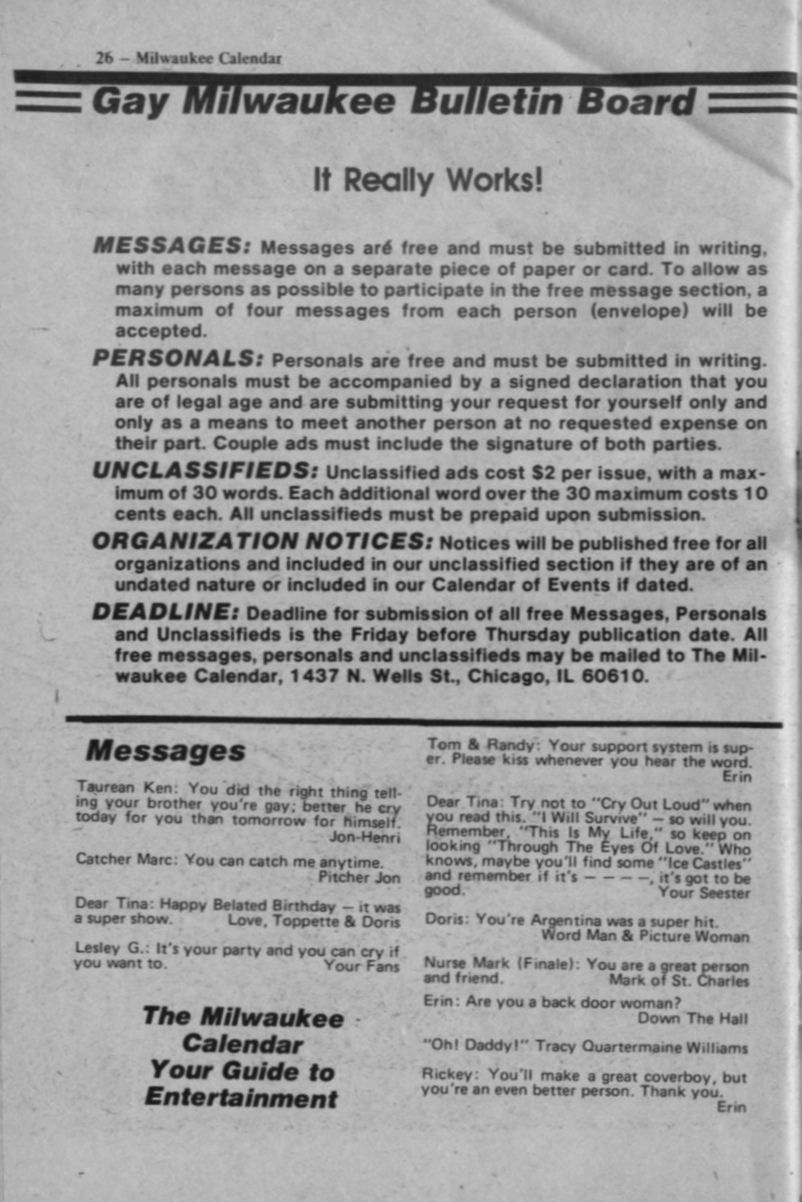 26 — Milwaukee Calendar
Gay Milwaukee Bulletin Board
It Really Works!
MESSAGES: Messages are free and must be submitted in writing,
with each message on a separate piece of paper or card. To allow as
many persons as possible to participate in the free message section, a
maximum of four messages from each person (envelope) will be
accepted.
PERSONALS: Personals are free and must be submitted in writing.
All personals must be accompanied by a signed declaration that you
are of legal age and are submitting your request for yourself only and
only as a means to meet another person at no requested expense on
their part. Couple ads must include the signature of both parties.
UNCLASSIFIEDS: Unclassified ads cost $2 per issue, with a max-
imum of 30 words. Each additional word over the 30 maximum costs 10
cents each. All unclassifieds must be prepaid upon submission.
ORGANIZATION NOTICES: Notices will be published free for all
organizations and included in our unclassified section if they are of an
undated nature or included in our Calendar of Events if dated.
DEADLINE: Deadline for submission of all free Messages, Personals
and Unclassifieds is the Friday before Thursday publication date. All
free messages, personals and unclassifieds may be mailed to The Mil-
waukee Calendar, 1437 N. Wells St., Chicago, IL 60610.
Messages
Taurean Ken: You did the right thing tell-
ing your brother you're gay; better he cry
today for you than tomorrow for himself.
Jon-Henri
Catcher Marc: You can catch me anytime.
Pitcher Jon
Dear Tina: Happy Belated Birthday — it was
a super show. Love, Toppette & Doris
Lesley G.: It's your party and you can cry if
you want to. Your Fans
The Milwaukee
Calendar
Your Guide to
Entertainment
Tom & Randy: Your support system is sup-
er. Please kiss whenever you hear the word.
Erin
Dear Tina: Try not to "Cry Out Loud" when
you read this. "I Will Survive" — so will you.
Remember, "This Is My Life," so keep on
looking "Through The Eyes Of Love." Who
knows, maybe you'll find some "Ice Castles"
and remember if it's — — — —, it's got to be
good. Your Seester
Doris: You're Argentina was a super hit.
Word Man & Picture Woman
Nurse Mark (Finale): You are a great person
and friend. Mark of St. Charles
Erin: Are you a back door woman?
Down The Hall
"Oh! Daddy!" Tracy Quartermaine Williams
Rickey: You'll make a great coverboy, but
you're an even better person. Thank you.
Erin